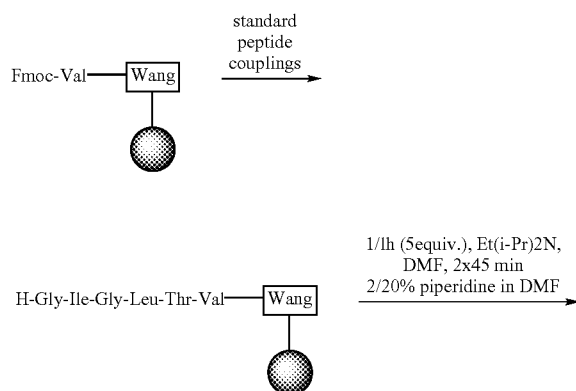 standard
peptide
couplings
Fmoc-Val
Wang
1/lh (5equiv.), Et(i-Pr)2N,
DMF, 2x45 min
2/20% piperidine in DMF
H-Gly-Ile-Gly-Leu-Thr-Val
Wang